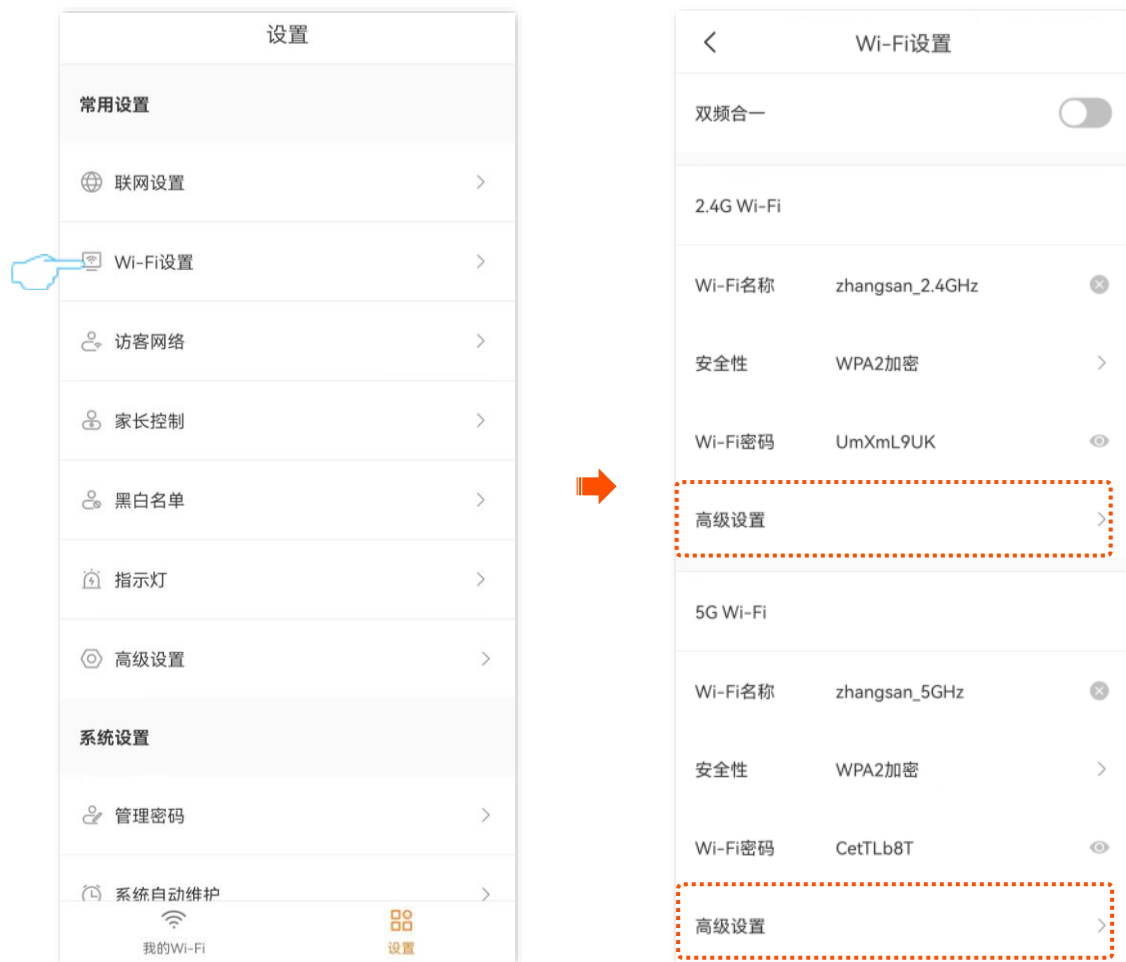 设置
常用设置
联网设置
Wi-Fi设置
访客网络
家长控制
黑白名单
指示灯
高级设置
系统设置
管理密码
系统自动维护
我的Wi-Fi
设置
Wi-Fi设置
双频合一
2.4G Wi-Fi
Wi-Fi名称 zhangsan_2.4GHz
安全性 WPA2加密
Wi-Fi密码 UmXmL9UK
高级设置
5G Wi-Fi
Wi-Fi名称 zhangsan_5GHz
安全性 WPA2加密
Wi-Fi密码 CetTLb8T
高级设置